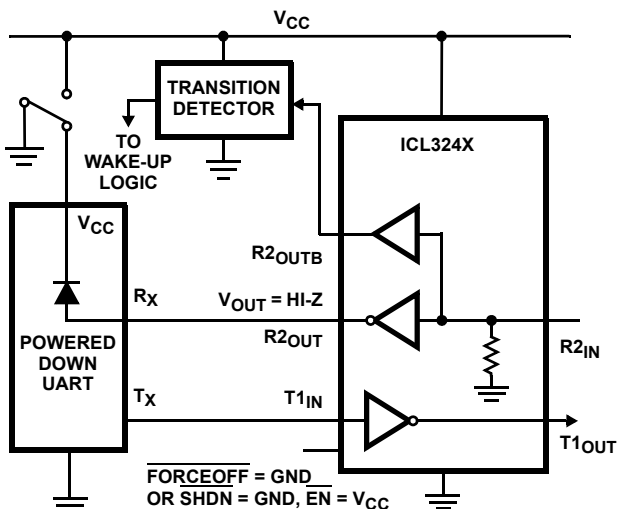 VCC
TRANSITION
DETECTOR
TO
WAKE-UP
LOGIC
ICL324X
VCC
R2OUTB
RX
VOUT = HI-Z
POWERED
DOWN
UART
R2OUT
R2IN
TX
T1IN
T1OUT
FORCEOFF = GND
OR SHDN = GND, EN = VCC